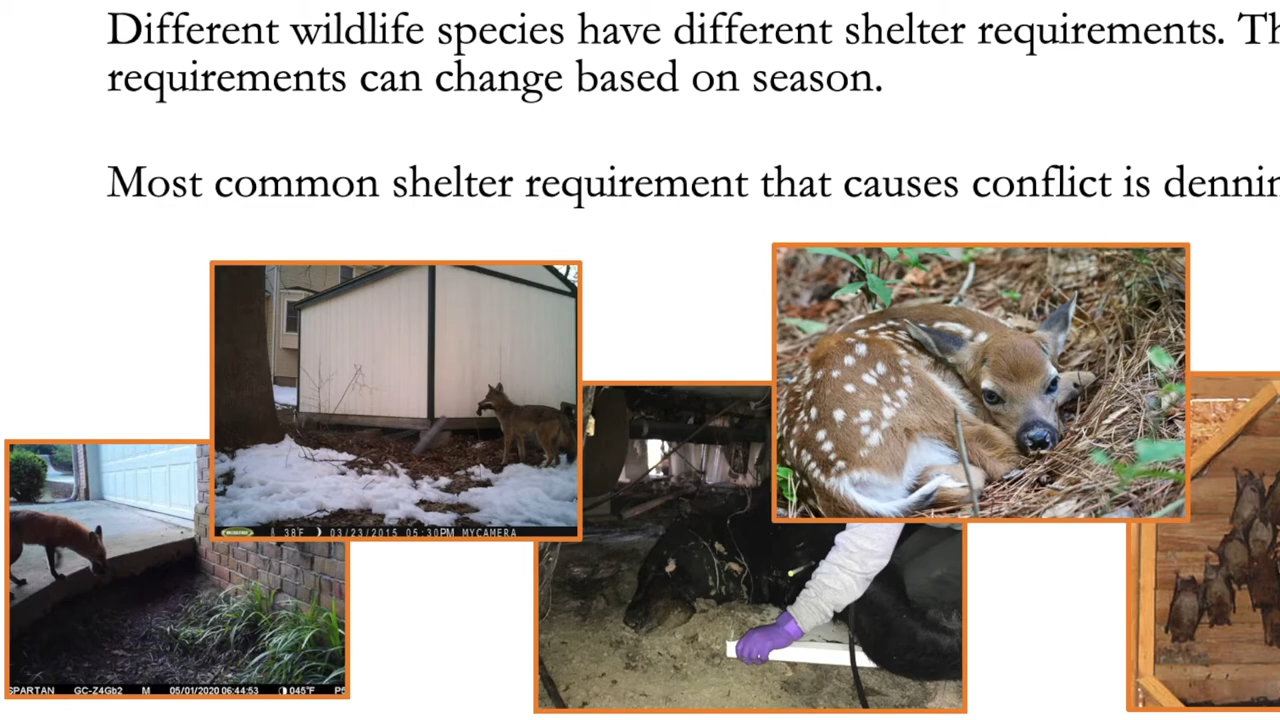 Different wildlife species have different shelter requirements. Th
requirements can change based on season.
Most common shelter requirement that causes conflict is dennin
38°F 03/23/2015 05:30PM MYCAMERA
SPARTAN GC-Z4Gb2 M 05/01/2020 06:44:53 045°F P